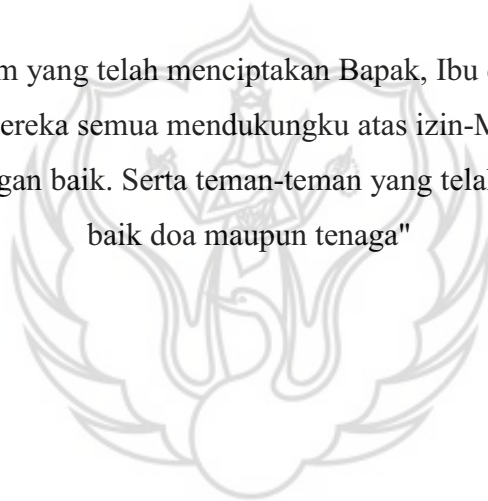 yang telah menciptakan Bapak, Ibu
ereka semua mendukungku atas izin-M
gan baik. Serta teman-teman yang telah
baik doa maupun tenaga"